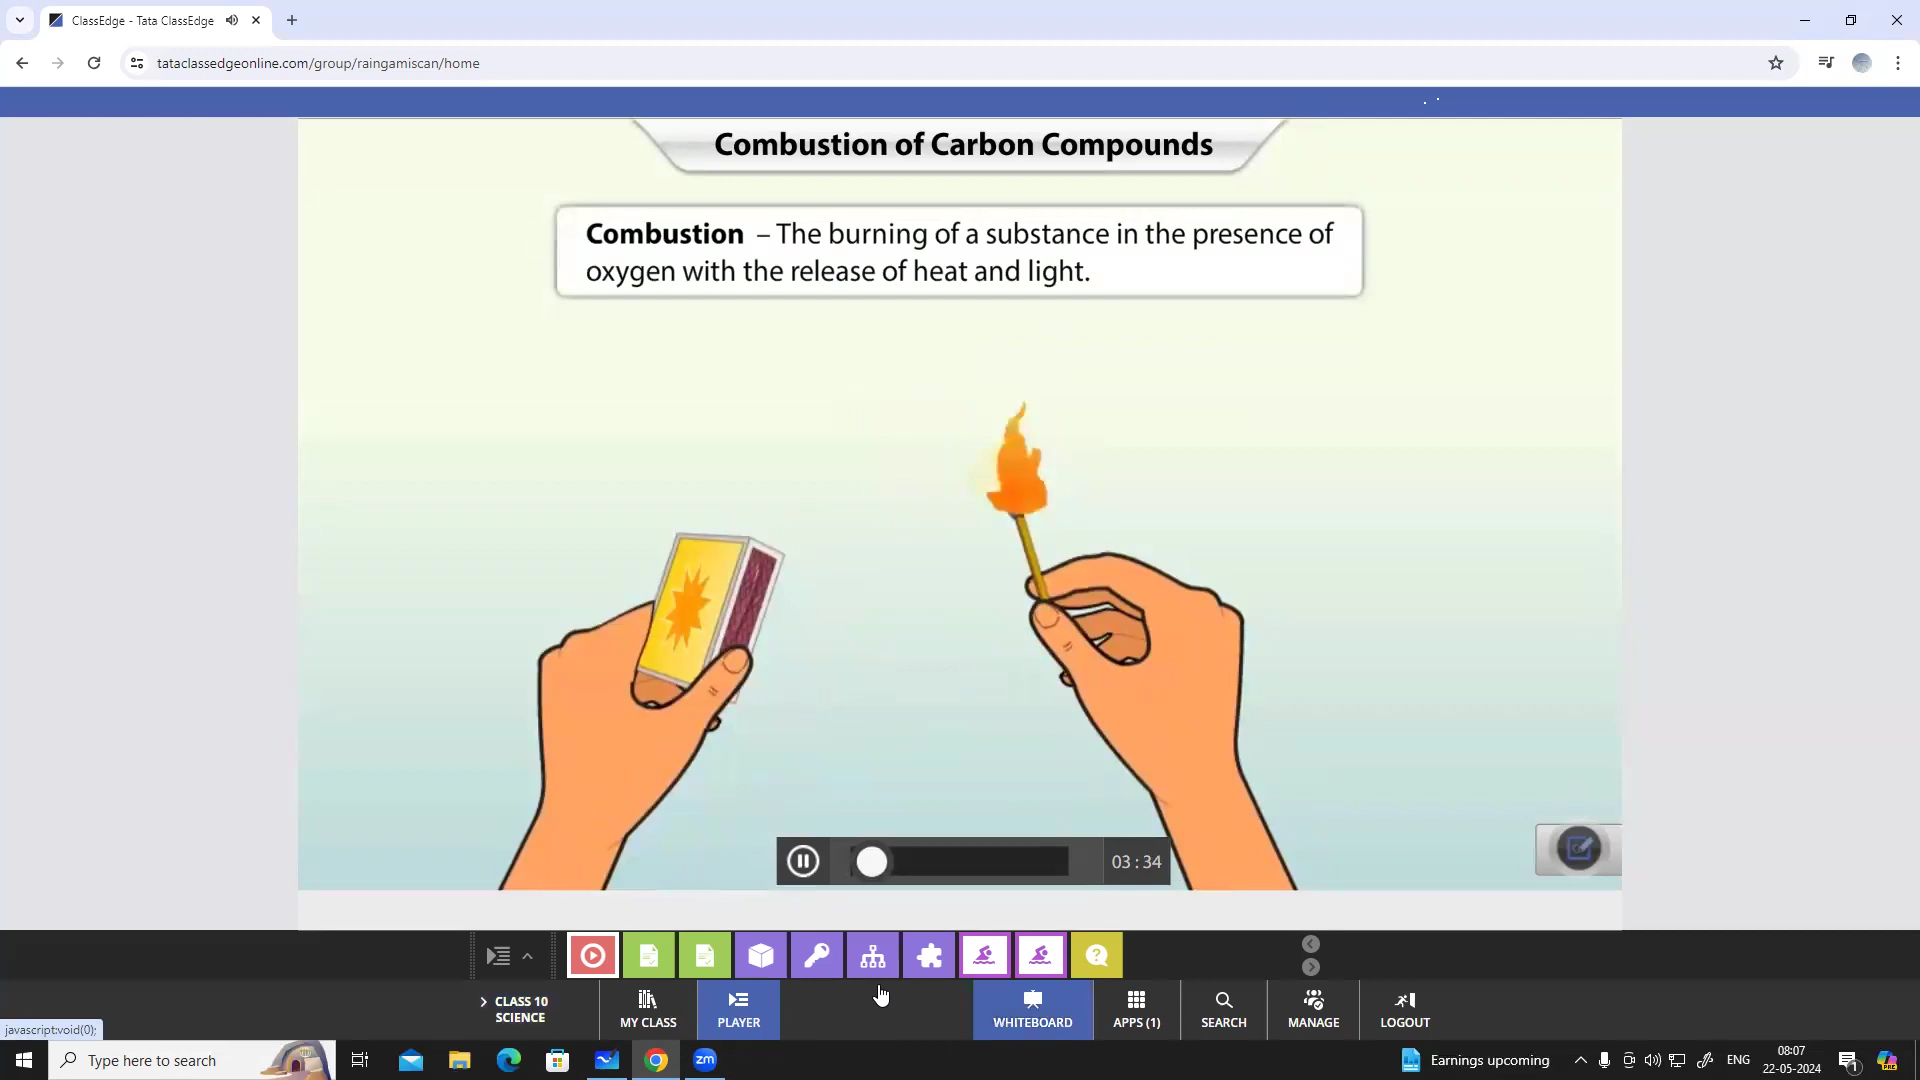 ClassEdge - Tata ClassEdge
tataclassedgeonline.com/group/raingamiscan/home
Combustion of Carbon Compounds
Combustion – The burning of a substance in the presence of
oxygen with the release of heat and light.
03 : 34
CLASS 10
SCIENCE
MY CLASS
PLAYER
WHITEBOARD
APPS (1)
SEARCH
MANAGE
LOGOUT
javascript:void(0);
Type here to search
zm
Earnings upcoming
ENG
08:07
22-05-2024
1
PRE